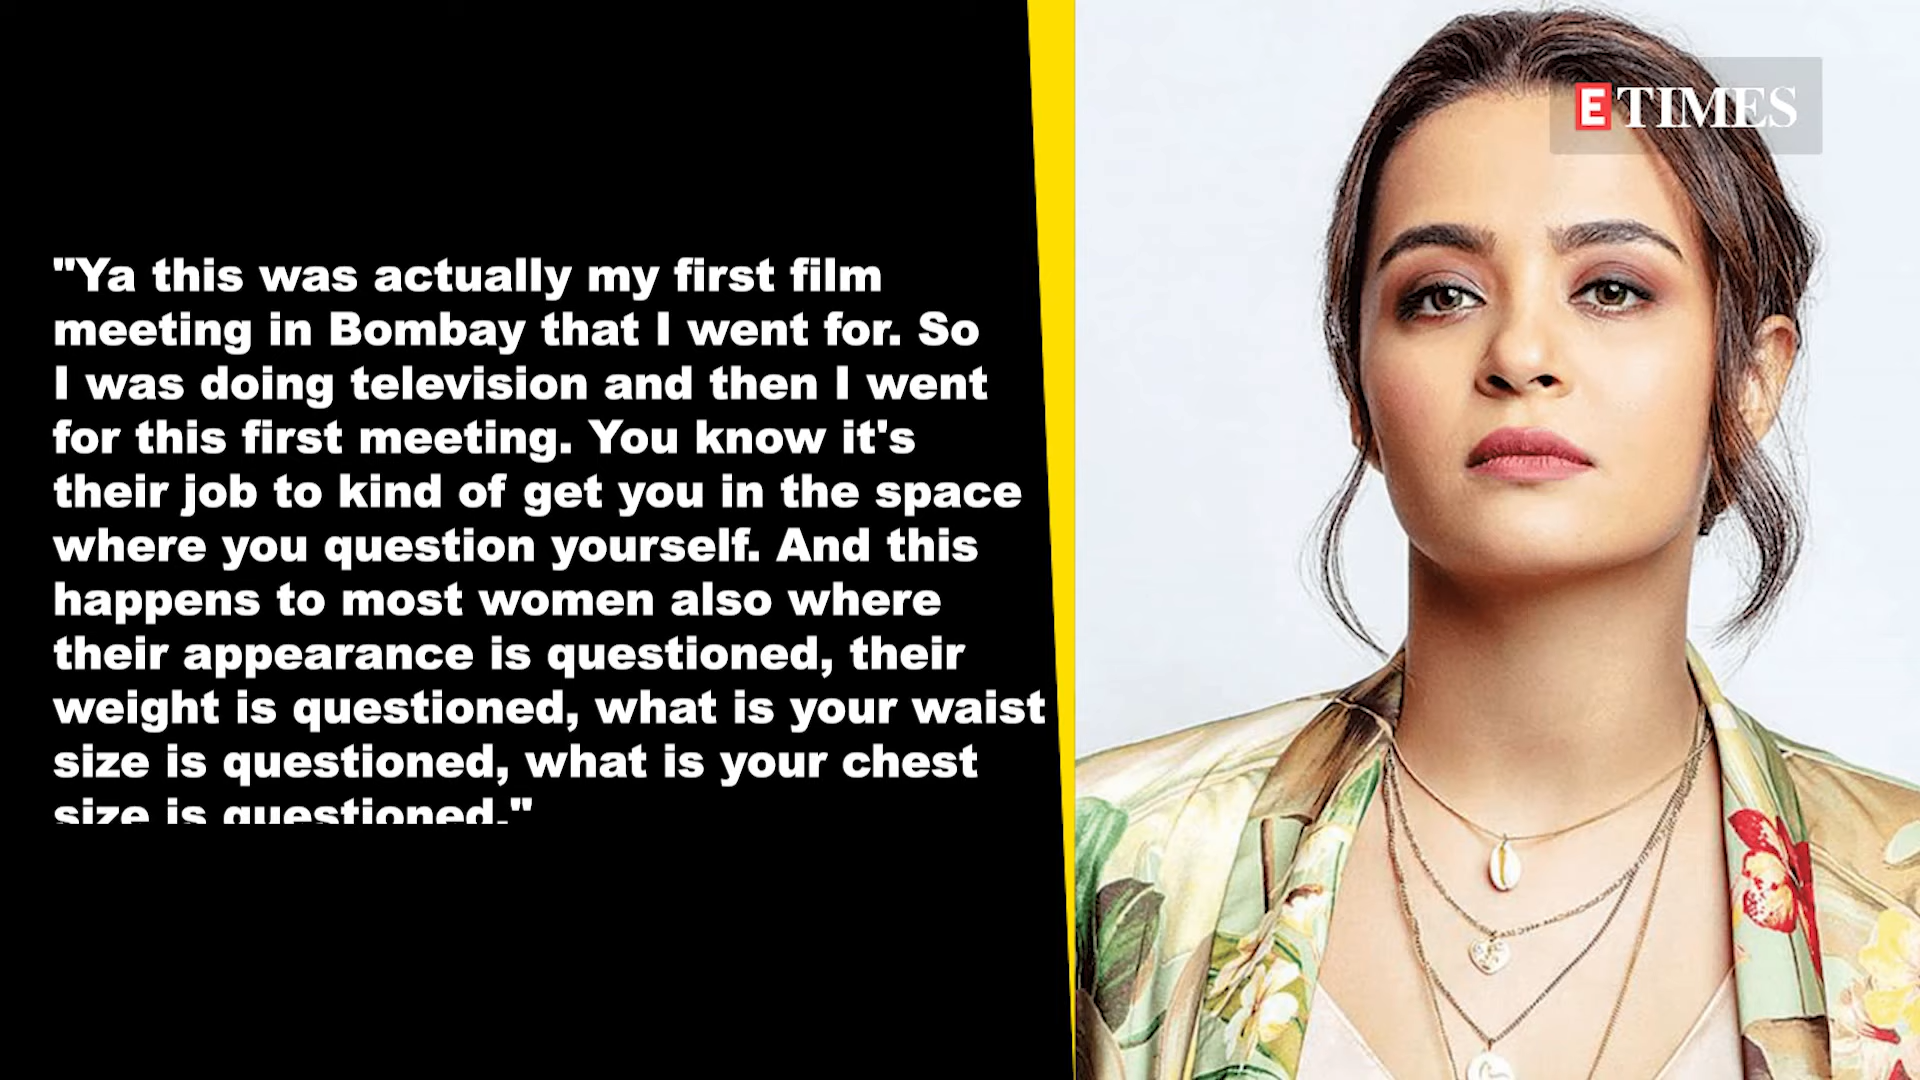 "Ya this was actually my first film
meeting in Bombay that I went for. So
I was doing television and then I went
for this first meeting. You know it's
their job to kind of get you in the space
where you question yourself. And this
happens to most women also where
their appearance is questioned, their
weight is questioned, what is your waist
size is questioned, what is your chest
size is questioned."
ETIMES